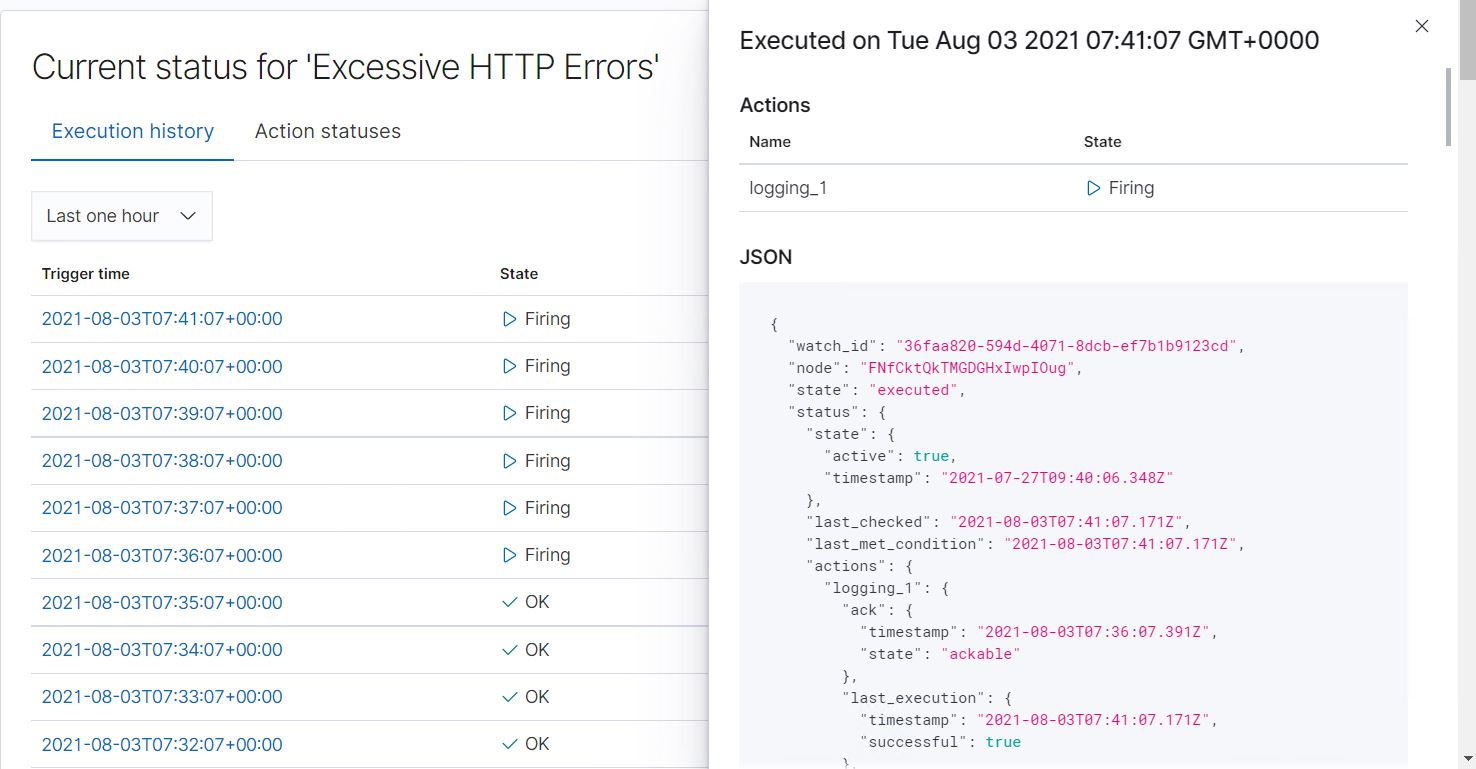 Current status for 'Excessive HTTP Errors'
Execution history
Action statuses
Last one hour
Trigger time State
2021-08-03T07:41:07+00:00 Firing
2021-08-03T07:40:07+00:00 Firing
2021-08-03T07:39:07+00:00 Firing
2021-08-03T07:38:07+00:00 Firing
2021-08-03T07:37:07+00:00 Firing
2021-08-03T07:36:07+00:00 Firing
2021-08-03T07:35:07+00:00 OK
2021-08-03T07:34:07+00:00 OK
2021-08-03T07:33:07+00:00 OK
2021-08-03T07:32:07+00:00 OK
Executed on Tue Aug 03 2021 07:41:07 GMT+0000
Actions
Name State
logging_1 Firing
JSON
{
"watch_id": "36faa820-594d-4071-8dcb-ef7b1b9123cd",
"node": "FNfCktQkTMGDGHxIwpIOug",
"state": "executed",
"status": {
"state": {
"active": true,
"timestamp": "2021-07-27T09:40:06.348Z"
},
"last_checked": "2021-08-03T07:41:07.171Z",
"last_met_condition": "2021-08-03T07:41:07.171Z",
"actions": {
"logging_1": {
"ack": {
"timestamp": "2021-08-03T07:36:07.391Z",
"state": "ackable"
},
"last_execution": {
"timestamp": "2021-08-03T07:41:07.171Z",
"successful": true
},